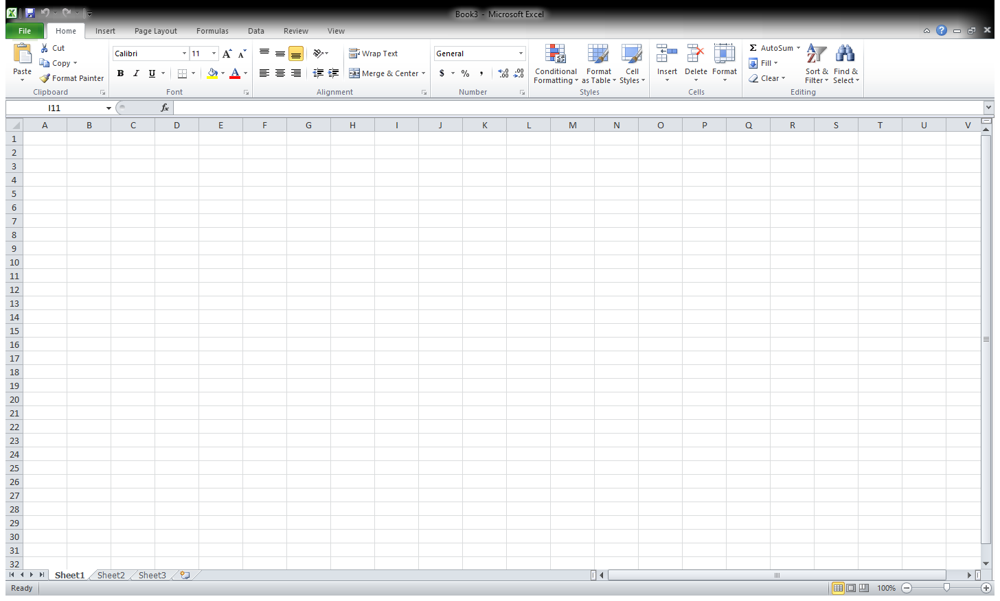 Book3 - Microsoft Excel
File Home Insert Page Layout Formulas Data Review View
Paste
Cut
Copy
Format Painter
Clipboard
Calibri 11
B I U A
Font
Wrap Text
Merge & Center
Alignment
General
$ % ,
Number
Conditional Formatting
Format as Table
Cell Styles
Styles
Insert Delete Format
Cells
Σ AutoSum
Fill
Clear
Sort & Filter
Find & Select
Editing
I11 fx
A B C D E F G H I J K L M N O P Q R S T U V
1
2
3
4
5
6
7
8
9
10
11
12
13
14
15
16
17
18
19
20
21
22
23
24
25
26
27
28
29
30
31
32
Sheet1 Sheet2 Sheet3
Ready 100%